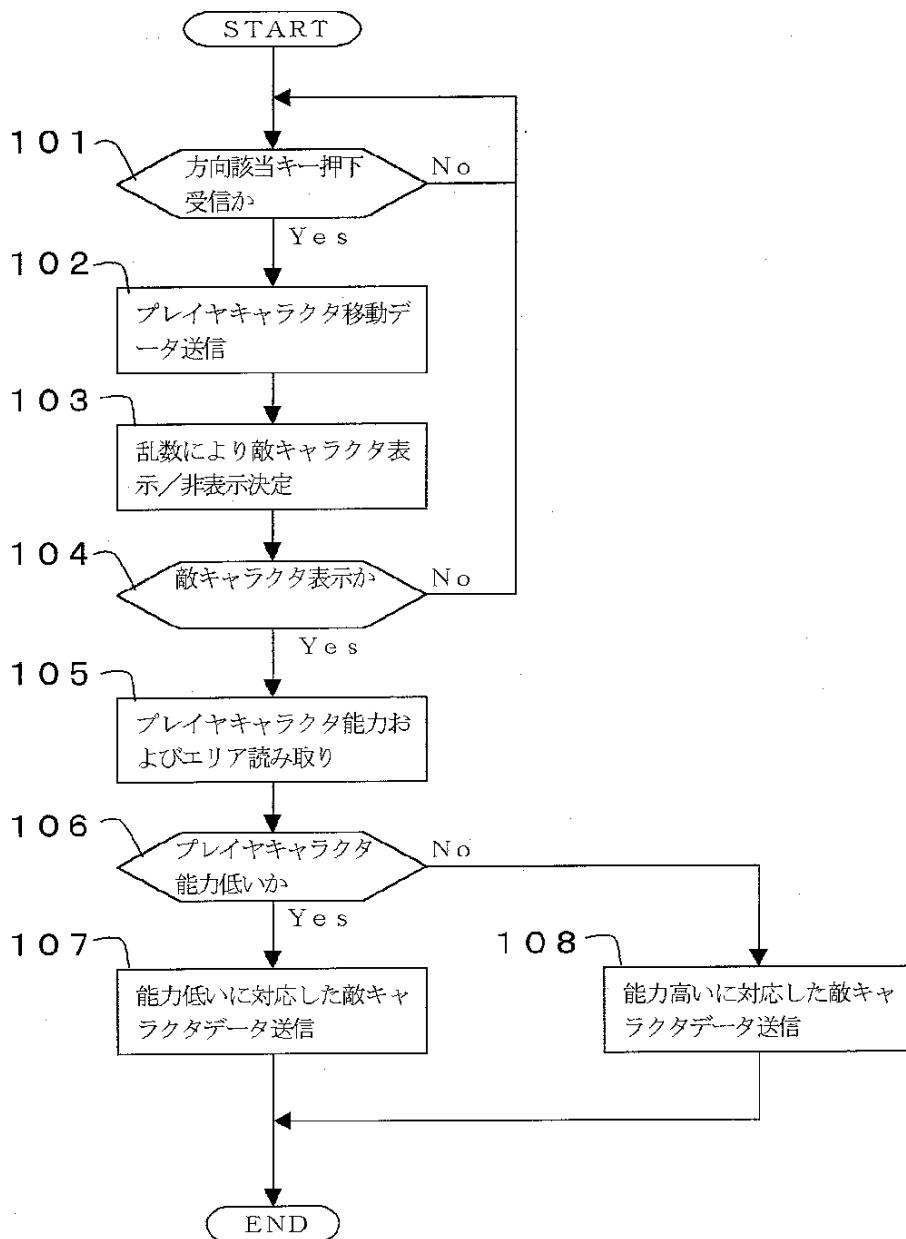 START
１０１
方向該当キー押下
受信か
No
Yes
１０２
プレイヤキャラクタ移動デ
ータ送信
１０３
乱数により敵キャラクタ表
示／非表示決定
１０４
敵キャラクタ表示か
No
Yes
１０５
プレイヤキャラクタ能力お
よびエリア読み取り
１０６
プレイヤキャラクタ
能力低いか
No
Yes
１０７
能力低いに対応した敵キャ
ラクタデータ送信
１０８
能力高いに対応した敵キャ
ラクタデータ送信
END